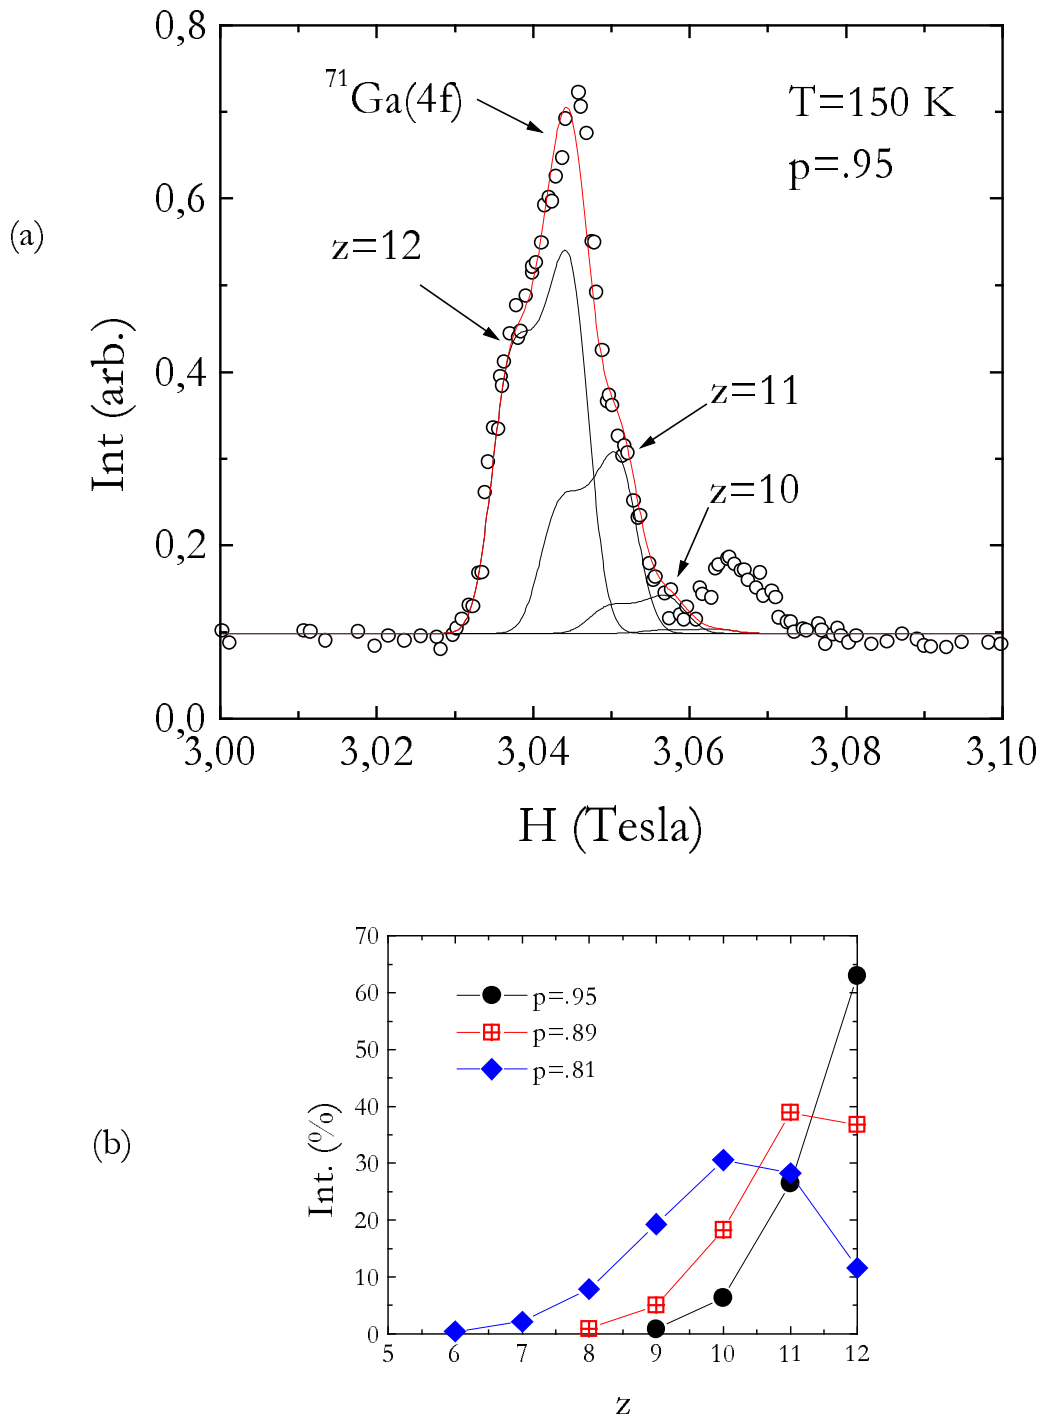 (a)
Int (arb.)
0,8
0,6
0,4
0,2
0,0
71Ga(4f)
T=150 K
p=.95
z=12
z=11
z=10
3,00 3,02 3,04 3,06 3,08 3,10
H (Tesla)
(b)
Int. (%)
70
60
50
40
30
20
10
0
p=.95
p=.89
p=.81
5 6 7 8 9 10 11 12
z